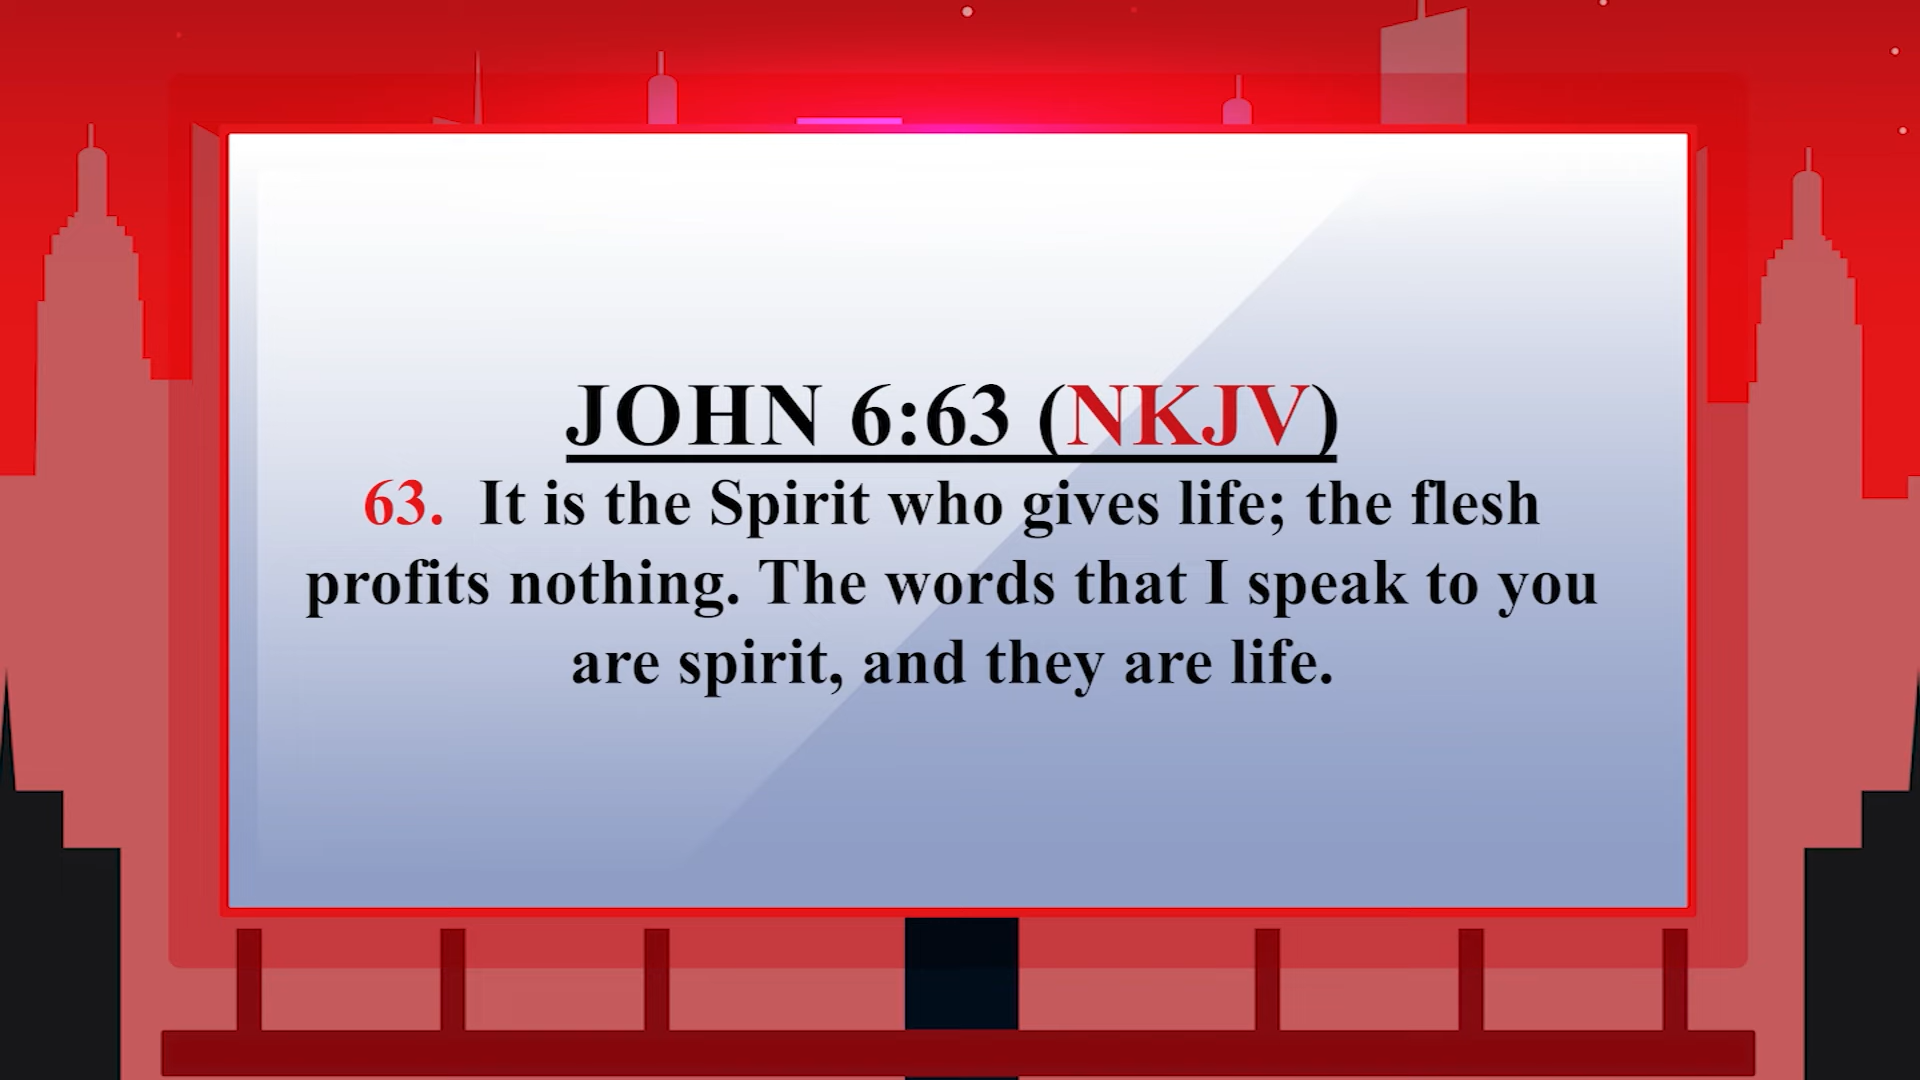 JOHN 6:63 (NKJV)
63. It is the Spirit who gives life; the flesh
profits nothing. The words that I speak to you
are spirit, and they are life.